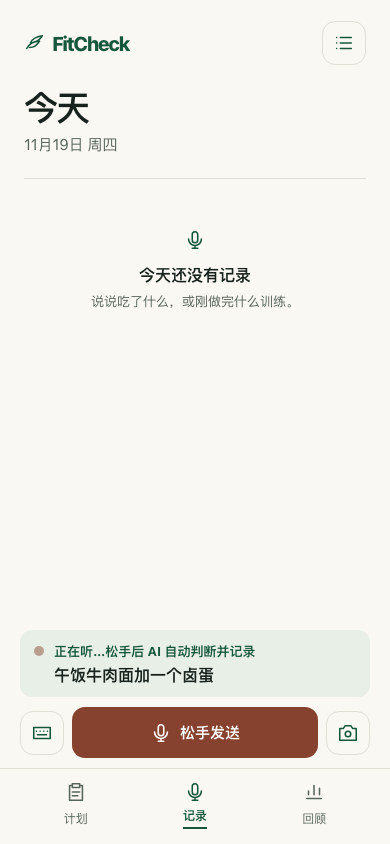 FitCheck
今天
11月19日 周四
今天还没有记录
说说吃了什么，或刚做完什么训练。
正在听...松手后 AI 自动判断并记录
午饭牛肉面加一个卤蛋
松手发送
计划
记录
回顾